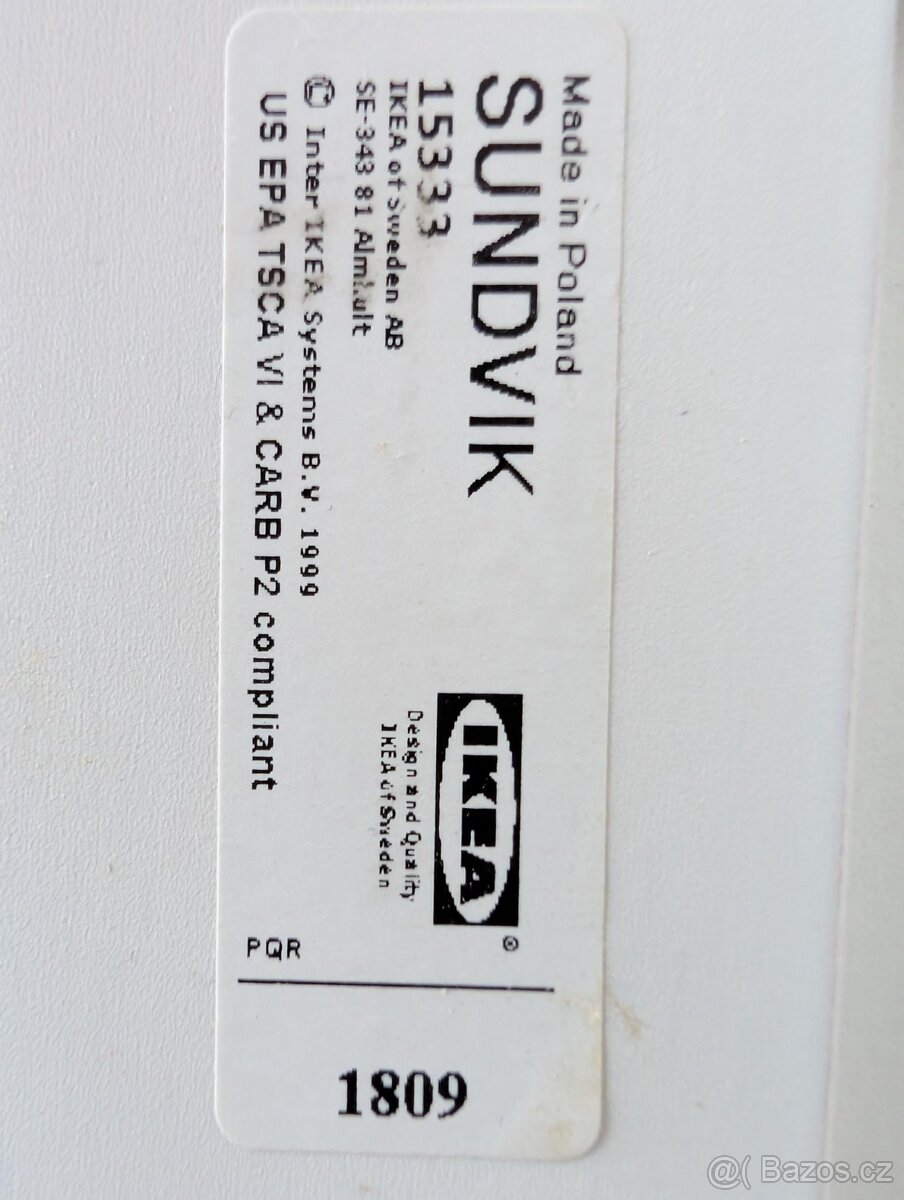 Made in Poland
SUNDVIK
15333
IKEA of Sweden AB
SE-343 81 Älmhult
© Inter IKEA Systems B.V. 1999
US EPA TSCA VI & CARB P2 compliant
IKEA®
Design and Quality
IKEA of Sweden
PQR
1809
@( Bazos.cz